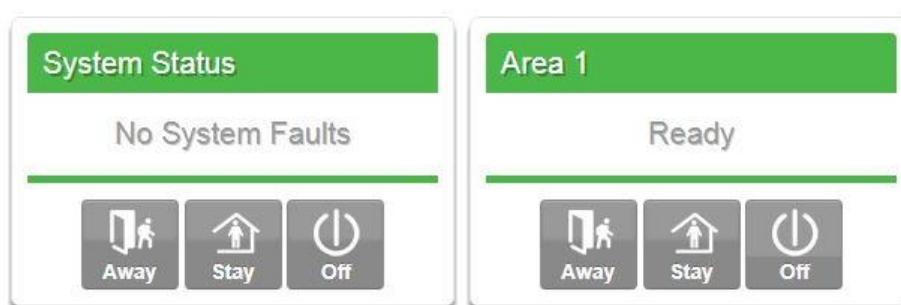 System Status
No System Faults
Away Stay Off
Area 1
Ready
Away Stay Off